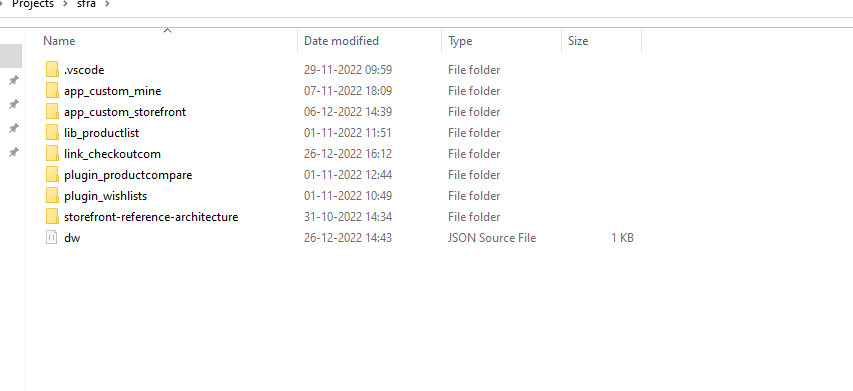 Projects > sfra >
Name Date modified Type Size
.vscode 29-11-2022 09:59 File folder
app_custom_mine 07-11-2022 18:09 File folder
app_custom_storefront 06-12-2022 14:39 File folder
lib_productlist 01-11-2022 11:51 File folder
link_checkoutcom 26-12-2022 16:12 File folder
plugin_productcompare 01-11-2022 12:44 File folder
plugin_wishlists 01-11-2022 10:49 File folder
storefront-reference-architecture 31-10-2022 14:34 File folder
dw 26-12-2022 14:43 JSON Source File 1 KB